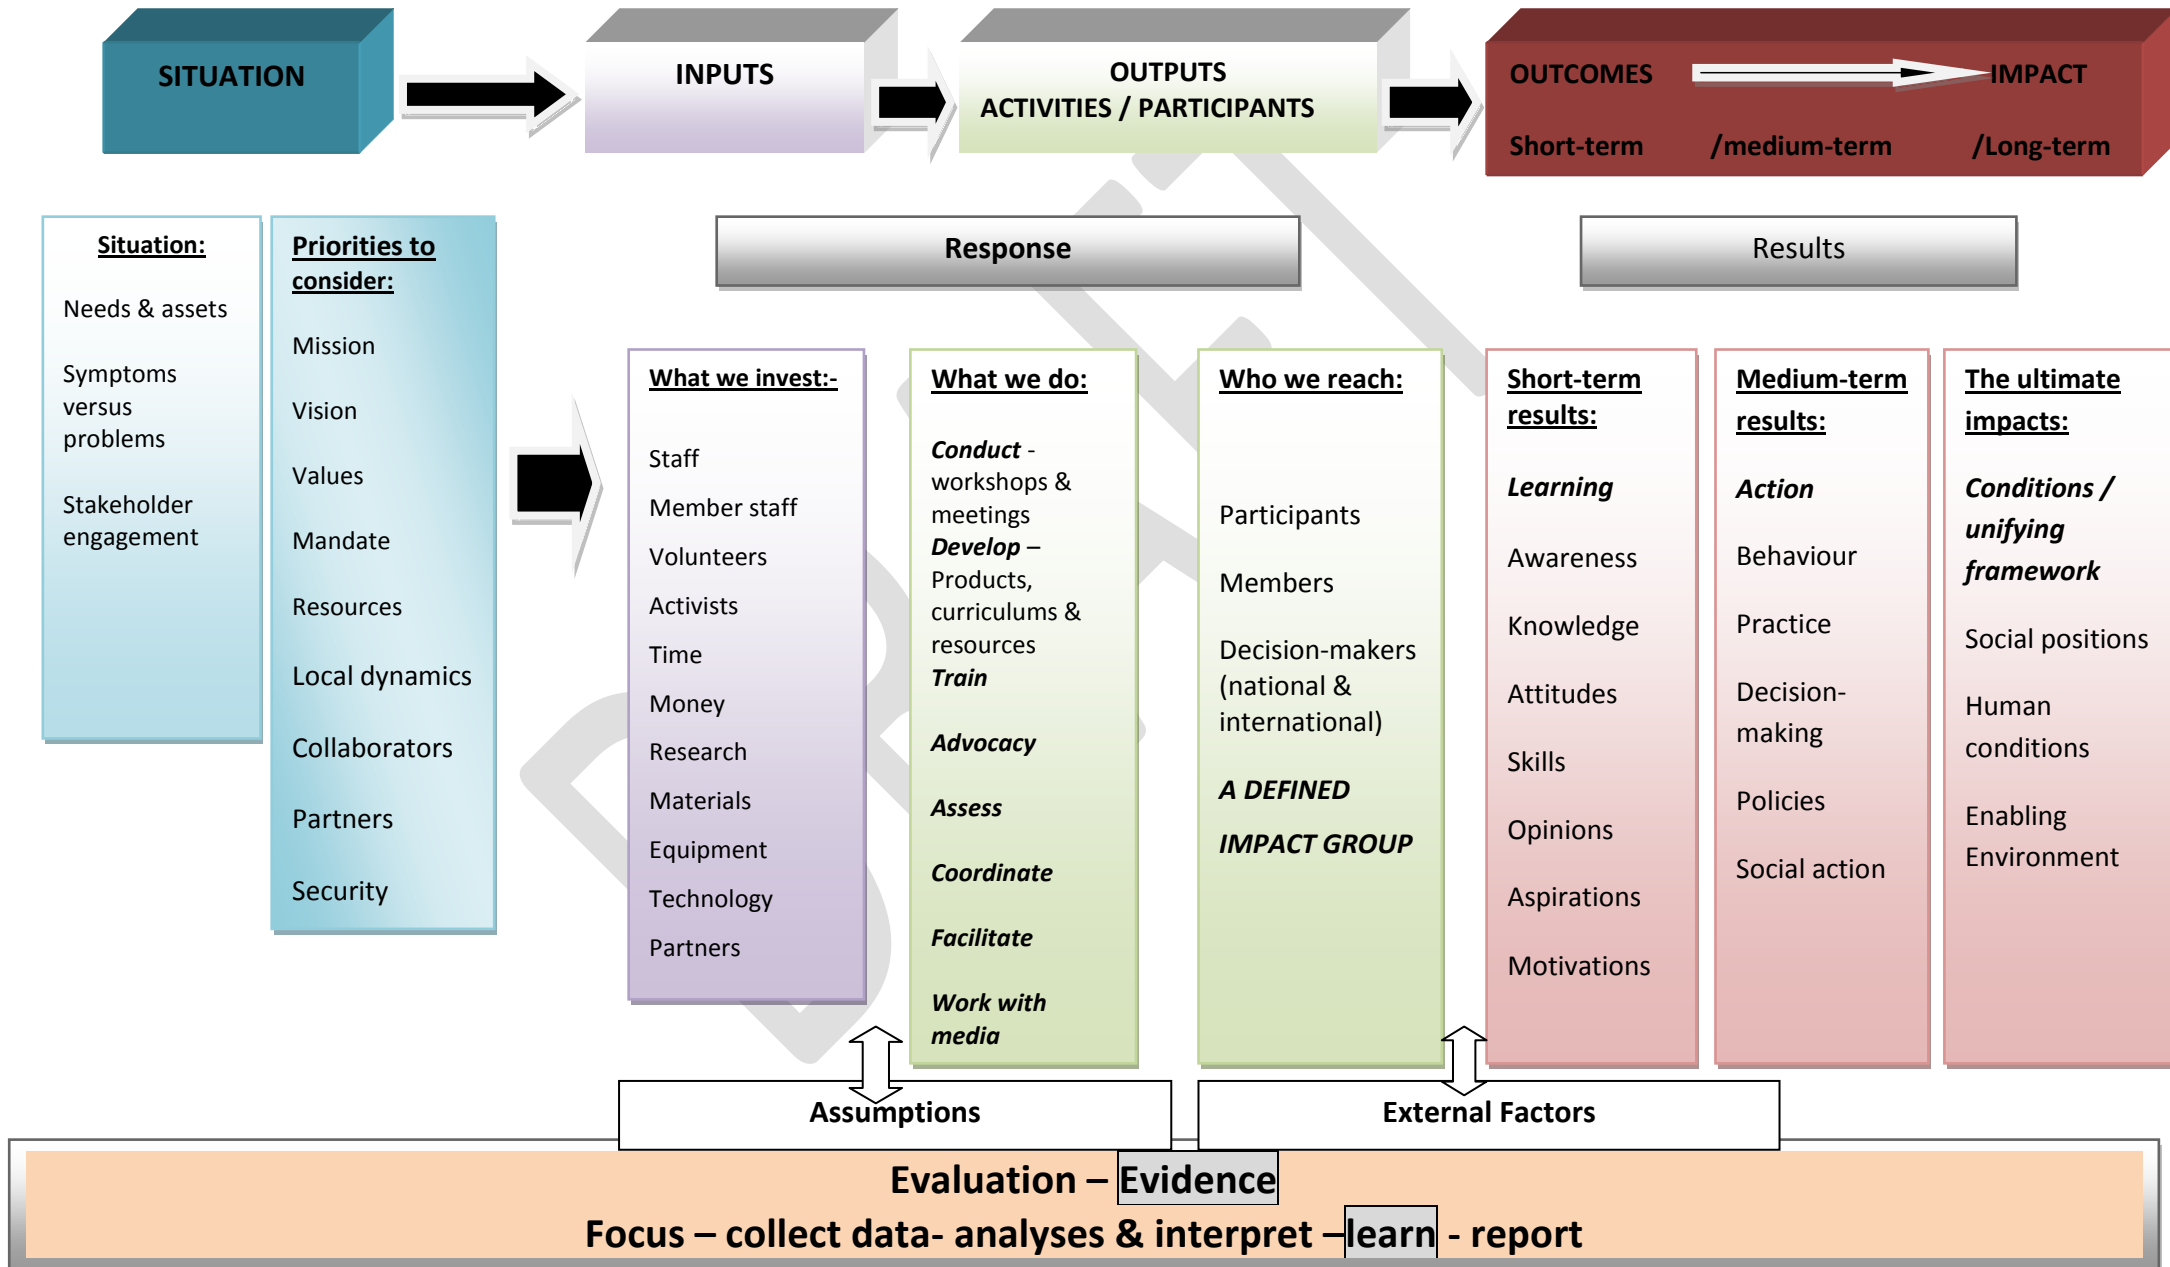 SITUATION
INPUTS
OUTPUTS
ACTIVITIES / PARTICIPANTS
OUTCOMES
IMPACT
Short-term /medium-term /Long-term
Situation:
Needs & assets
Symptoms
versus
problems
Stakeholder
engagement
Priorities to
consider:
Mission
Vision
Values
Mandate
Resources
Local dynamics
Collaborators
Partners
Security
Response
Results
What we invest:-
Staff
Member staff
Volunteers
Activists
Time
Money
Research
Materials
Equipment
Technology
Partners
What we do:
Conduct -
workshops &
meetings
Develop –
Products,
curriculums &
resources
Train
Advocacy
Assess
Coordinate
Facilitate
Work with
media
Who we reach:
Participants
Members
Decision-makers
(national &
international)
A DEFINED
IMPACT GROUP
Short-term
results:
Learning
Awareness
Knowledge
Attitudes
Skills
Opinions
Aspirations
Motivations
Medium-term
results:
Action
Behaviour
Practice
Decision-
making
Policies
Social action
The ultimate
impacts:
Conditions /
unifying
framework
Social positions
Human
conditions
Enabling
Environment
DRAFT
Assumptions
External Factors
Evaluation – Evidence
Focus – collect data- analyses & interpret –learn - report